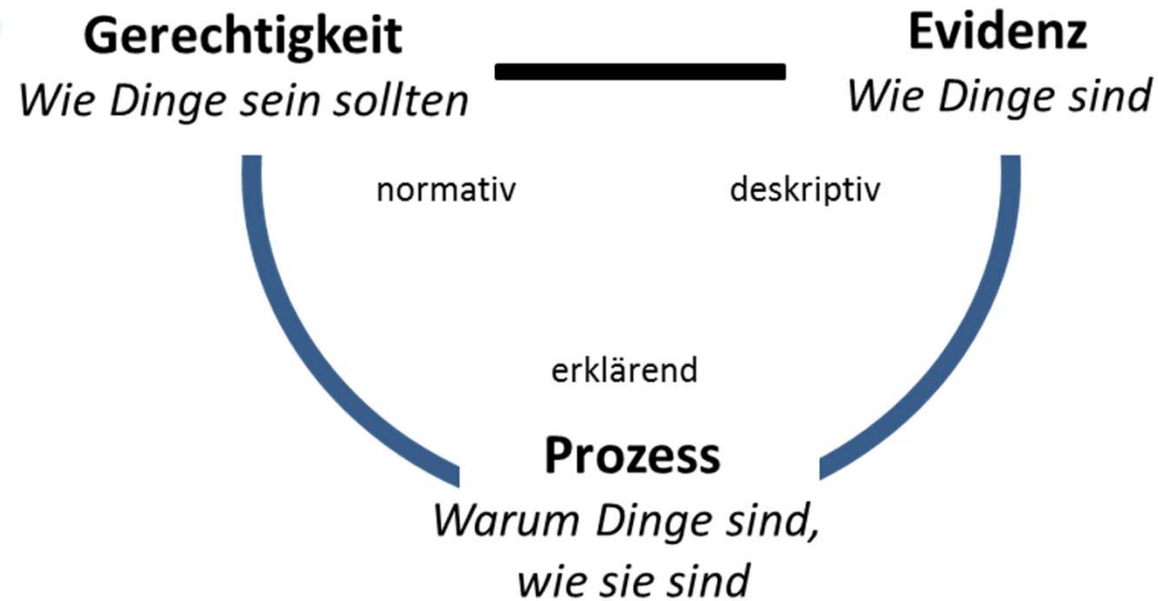 Gerechtigkeit
Wie Dinge sein sollten
Evidenz
Wie Dinge sind
normativ
deskriptiv
erklärend
Prozess
Warum Dinge sind,
wie sie sind